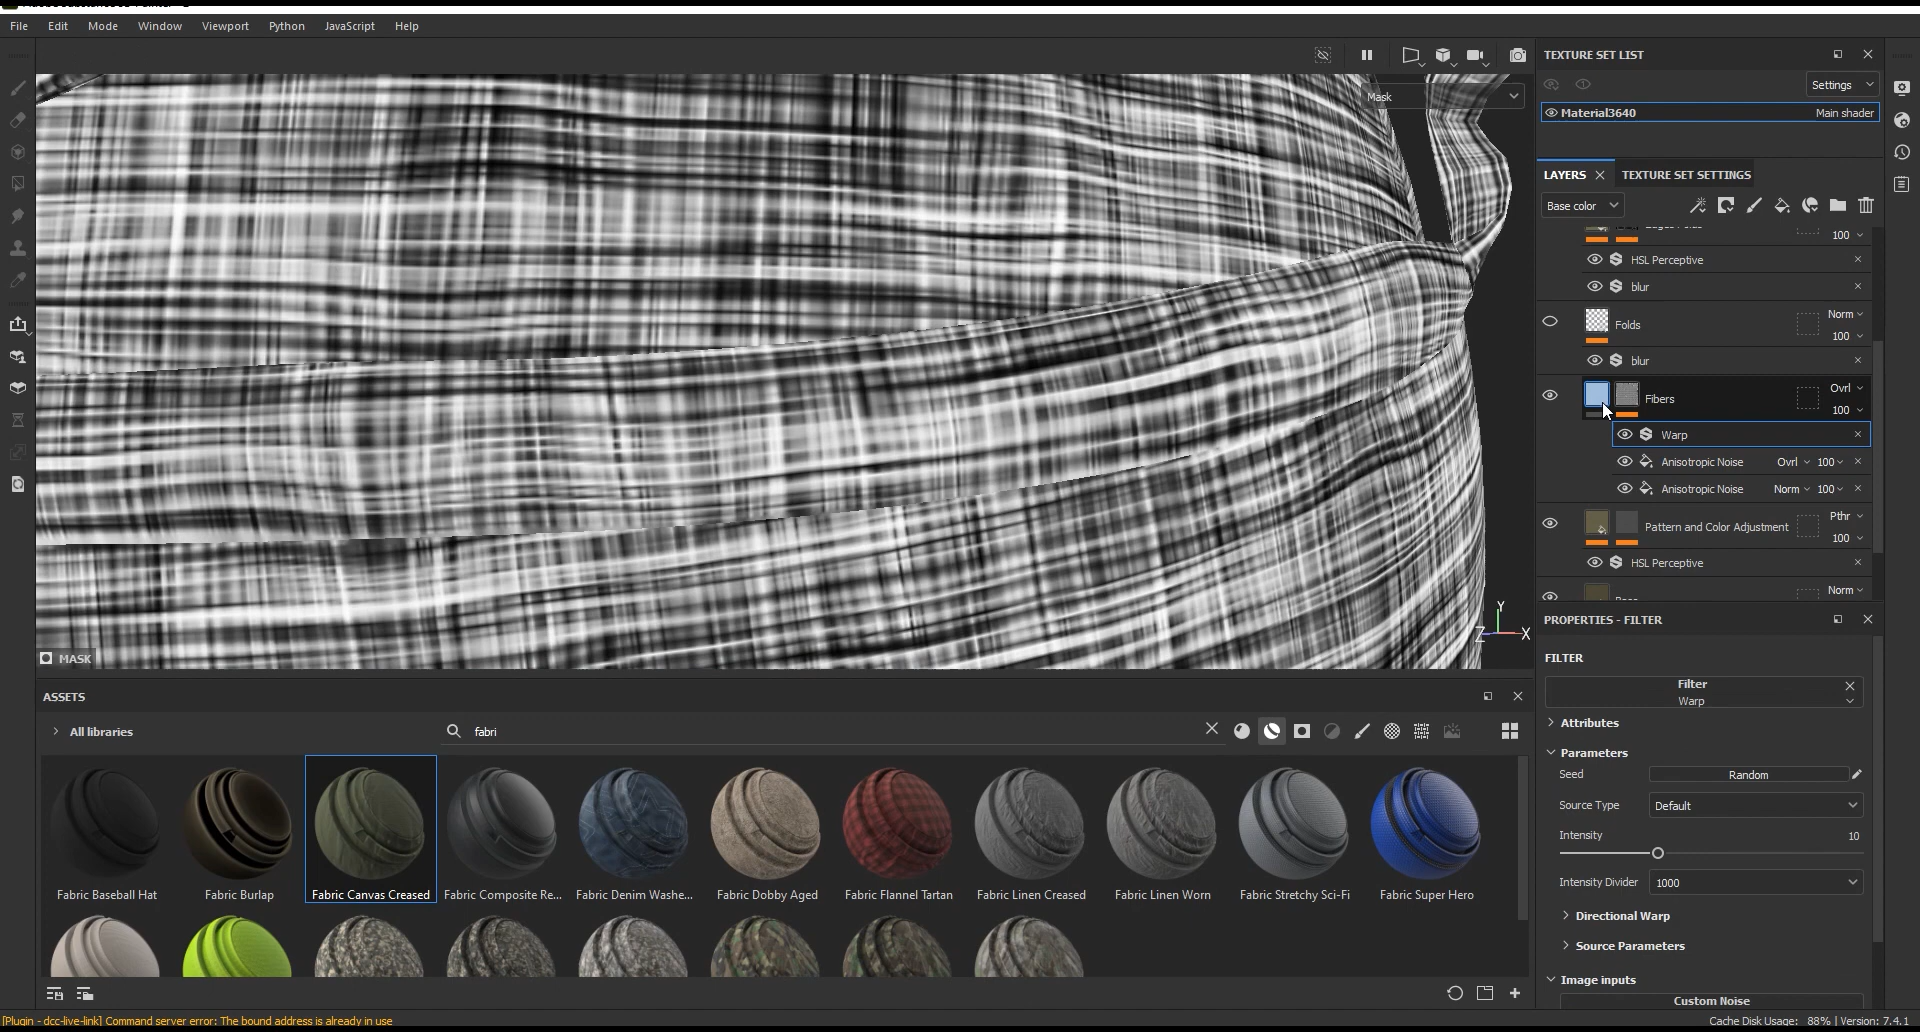 File Edit Mode Window Viewport Python JavaScript Help
Mask
MASK
Y
Z X
TEXTURE SET LIST
Settings
Material3640 Main shader
LAYERS TEXTURE SET SETTINGS
Base color
100
HSL Perceptive
blur
Norm
Folds
100
blur
Ovrl
Fibers
100
Warp
Anisotropic Noise Ovrl 100
Anisotropic Noise Norm 100
Pthr
Pattern and Color Adjustment
100
HSL Perceptive
Norm
PROPERTIES - FILTER
FILTER
Filter
Warp
Attributes
Parameters
Seed Random
Source Type Default
Intensity 10
Intensity Divider 1000
Directional Warp
Source Parameters
Image inputs
Custom Noise
ASSETS
All libraries
fabri
Fabric Baseball Hat
Fabric Burlap
Fabric Canvas Creased
Fabric Composite Re...
Fabric Denim Washe...
Fabric Dobby Aged
Fabric Flannel Tartan
Fabric Linen Creased
Fabric Linen Worn
Fabric Stretchy Sci-Fi
Fabric Super Hero
[Plugin - dcc-live-link] Command server error: The bound address is already in use
Cache Disk Usage: 88% | Version: 7.4.1